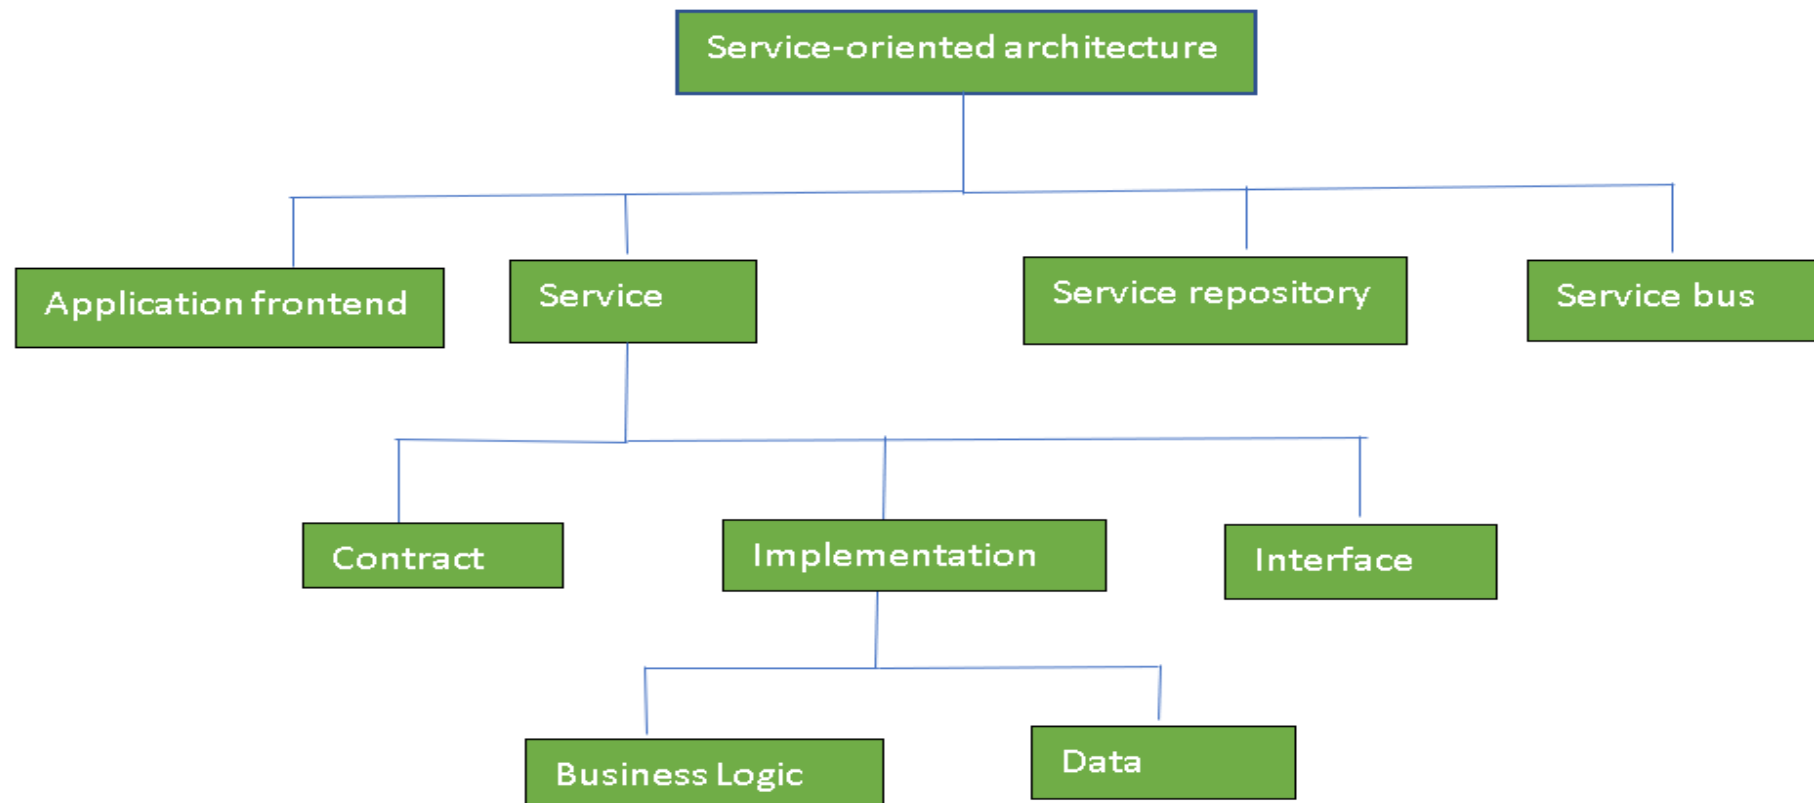 Service-oriented architecture
Application frontend
Service
Service repository
Service bus
Contract
Implementation
Interface
Business Logic
Data